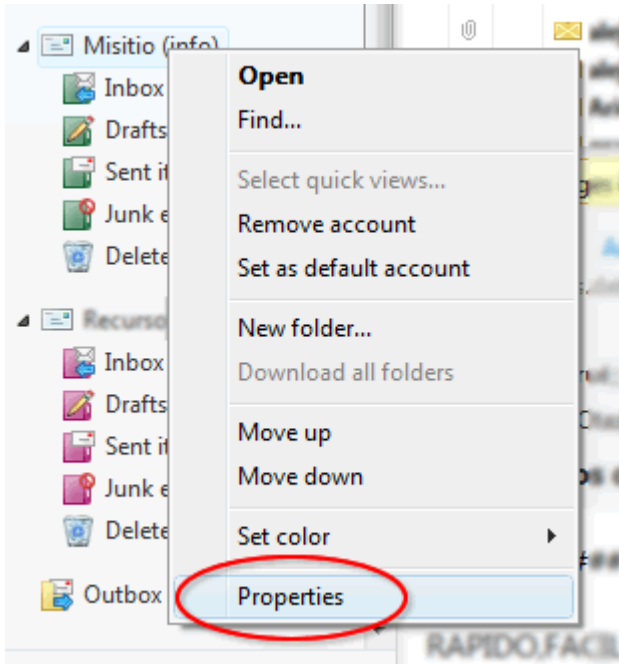 Misitio (info)
Inbox
Drafts
Sent it
Junk e
Delete
Recurso
Inbox
Drafts
Sent it
Junk e
Delete
Outbox
Open
Find...
Select quick views...
Remove account
Set as default account
New folder...
Download all folders
Move up
Move down
Set color
Properties
RAPIDO,FACIL